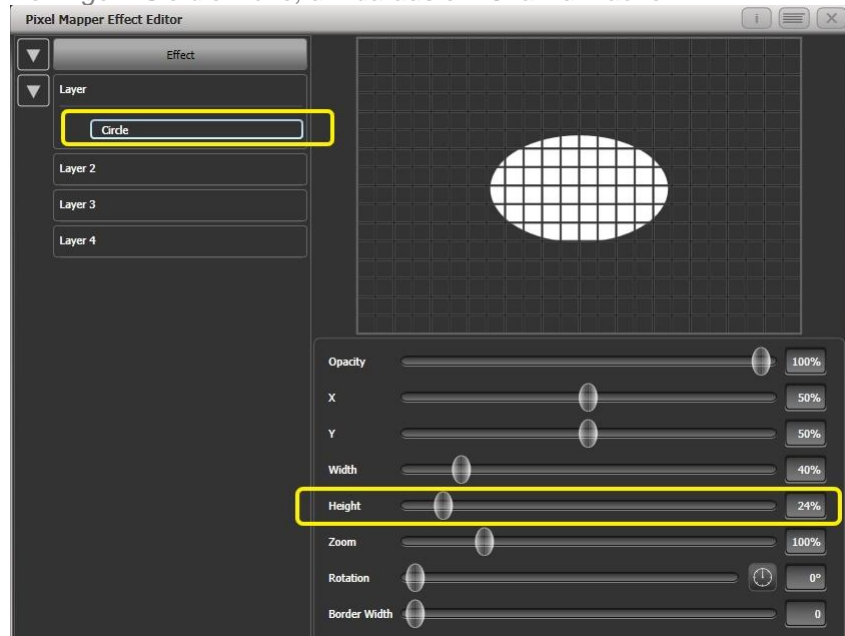 Pixel Mapper Effect Editor
i
Effect
Layer
Circle
Layer 2
Layer 3
Layer 4
Opacity 100%
X 50%
Y 50%
Width 40%
Height 24%
Zoom 100%
Rotation 0°
Border Width 0